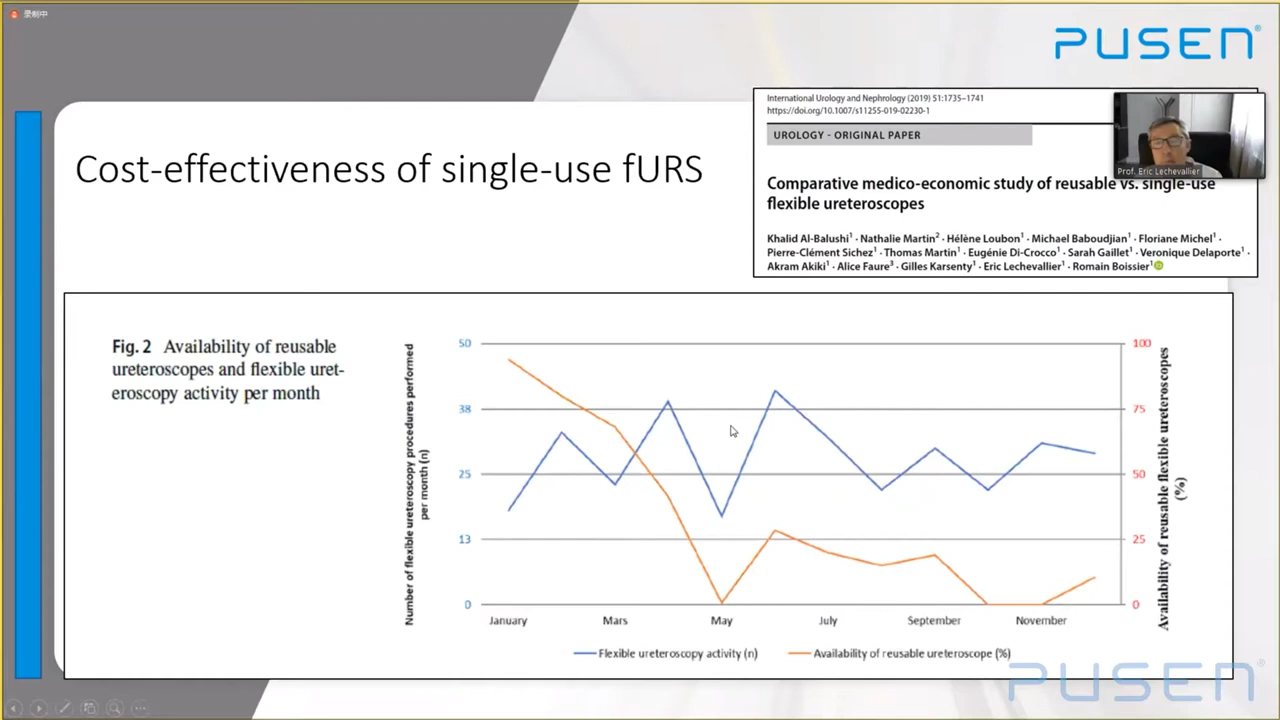 录制中
PUSEN®
International Urology and Nephrology (2019) 51:1735–1741
https://doi.org/10.1007/s11255-019-02230-1
UROLOGY - ORIGINAL PAPER
Prof. Eric Lechevallier
Cost-effectiveness of single-use fURS
Comparative medico-economic study of reusable vs. single-use
flexible ureteroscopes
Khalid Al-Balushi1 · Nathalie Martin2 · Hélène Loubon1 · Michael Baboudjian1 · Floriane Michel1 ·
Pierre-Clément Sichez1 · Thomas Martin1 · Eugénie Di-Crocco1 · Sarah Gaillet1 · Veronique Delaporte1 ·
Akram Akiki1 · Alice Faure3 · Gilles Karsenty1 · Eric Lechevallier1 · Romain Boissier1
Fig. 2 Availability of reusable
ureteroscopes and flexible uret-
eroscopy activity per month
Number of flexible ureteroscopy procedures performed
per month (n)
50
38
25
13
0
100
75
50
25
0
Availability of reusable flexible ureteroscopes
(%)
January
Mars
May
July
September
November
Flexible ureteroscopy activity (n)
Availability of reusable ureteroscope (%)
PUSEN®